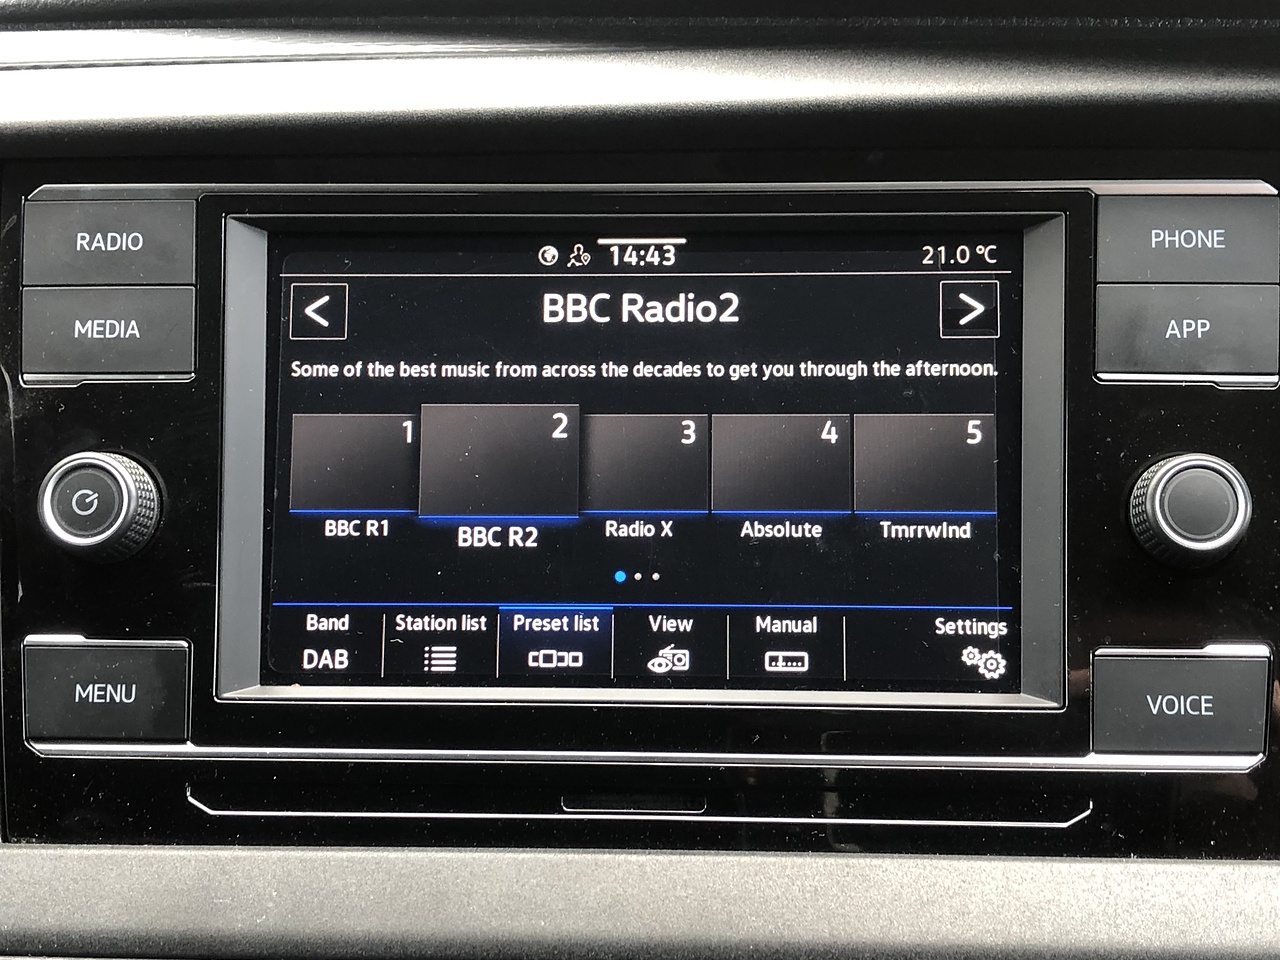 RADIO
MEDIA
MENU
14:43
21.0 °C
<
BBC Radio2
>
Some of the best music from across the decades to get you through the afternoon.
1
2
3
4
5
BBC R1
BBC R2
Radio X
Absolute
TmrrwInd
Band
Station list
Preset list
View
Manual
Settings
DAB
PHONE
APP
VOICE